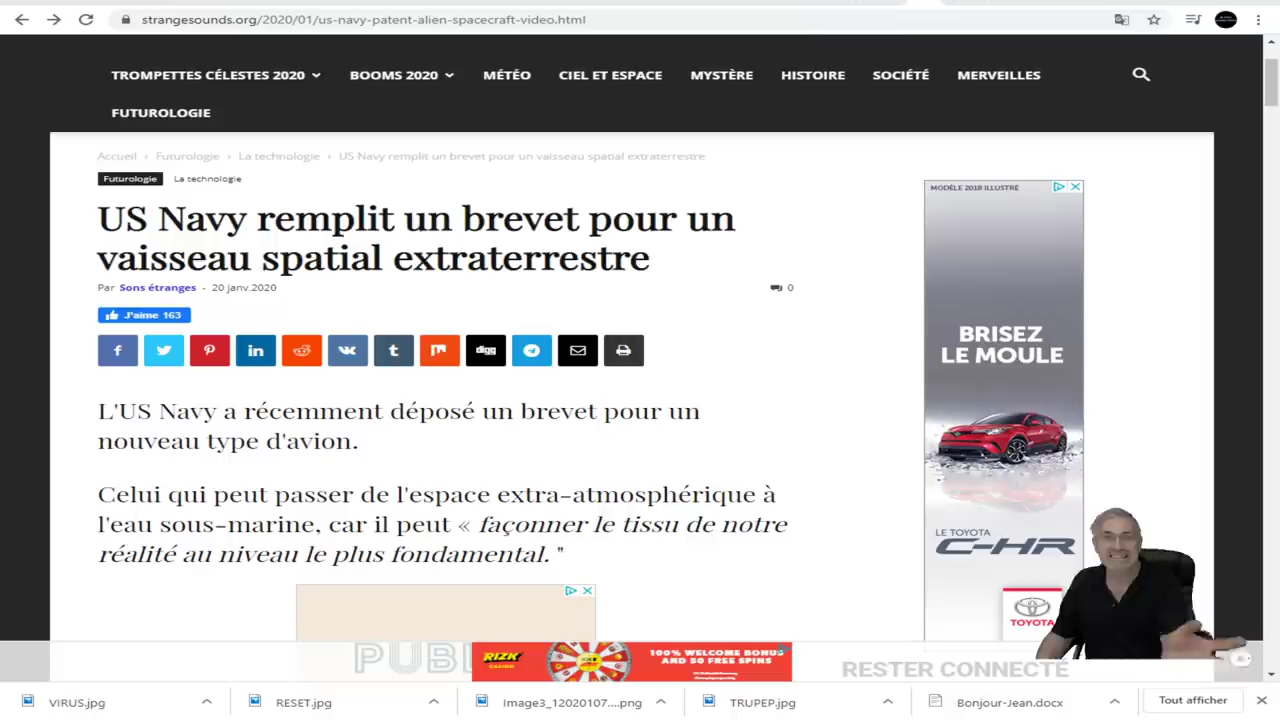 strangesounds.org/2020/01/us-navy-patent-alien-spacecraft-video.html
TROMPETTES CÉLESTES 2020 BOOMS 2020 MÉTÉO CIEL ET ESPACE MYSTÈRE HISTOIRE SOCIÉTÉ MERVEILLES
FUTUROLOGIE
Accueil › Futurologie › La technologie › US Navy remplit un brevet pour un vaisseau spatial extraterrestre
Futurologie La technologie
US Navy remplit un brevet pour un
vaisseau spatial extraterrestre
Par Sons étranges - 20 janv.2020 0
J'aime 163
digg
L'US Navy a récemment déposé un brevet pour un
nouveau type d'avion.
Celui qui peut passer de l'espace extra-atmosphérique à
l'eau sous-marine, car il peut « façonner le tissu de notre
réalité au niveau le plus fondamental. "
MODÈLE 2018 ILLUSTRÉ
BRISEZ
LE MOULE
LE TOYOTA
C-HR
TOYOTA
RIZK
CASINO
100% WELCOME BONUS
AND 50 FREE SPINS
RESTER CONNECTÉ
VIRUS.jpg RESET.jpg Image3_12020107....png TRUPEP.jpg Bonjour-Jean.docx Tout afficher